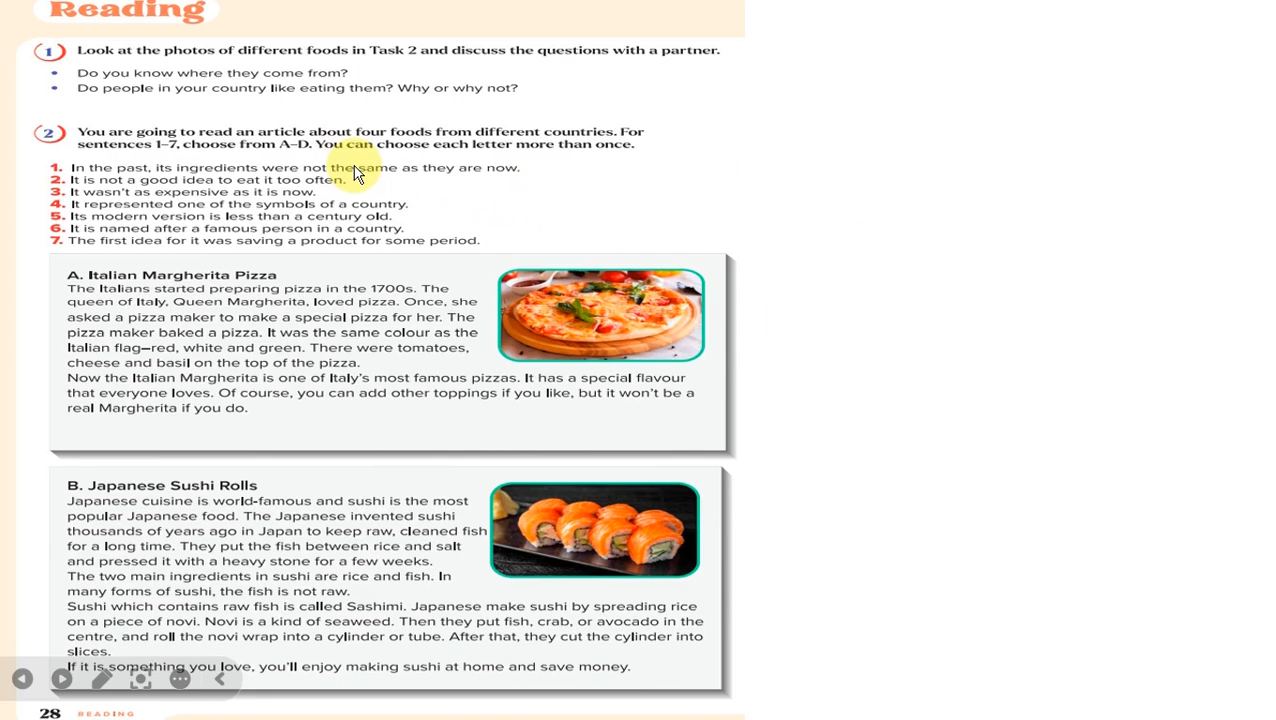 Reading
1 Look at the photos of different foods in Task 2 and discuss the questions with a partner.
• Do you know where they come from?
• Do people in your country like eating them? Why or why not?
2 You are going to read an article about four foods from different countries. For
sentences 1–7, choose from A–D. You can choose each letter more than once.
1. In the past, its ingredients were not the same as they are now.
2. It is not a good idea to eat it too often.
3. It wasn't as expensive as it is now.
4. It represented one of the symbols of a country.
5. Its modern version is less than a century old.
6. It is named after a famous person in a country.
7. The first idea for it was saving a product for some period.
A. Italian Margherita Pizza
The Italians started preparing pizza in the 1700s. The
queen of Italy, Queen Margherita, loved pizza. Once, she
asked a pizza maker to make a special pizza for her. The
pizza maker baked a pizza. It was the same colour as the
Italian flag—red, white and green. There were tomatoes,
cheese and basil on the top of the pizza.
Now the Italian Margherita is one of Italy's most famous pizzas. It has a special flavour
that everyone loves. Of course, you can add other toppings if you like, but it won't be a
real Margherita if you do.
B. Japanese Sushi Rolls
Japanese cuisine is world-famous and sushi is the most
popular Japanese food. The Japanese invented sushi
thousands of years ago in Japan to keep raw, cleaned fish
for a long time. They put the fish between rice and salt
and pressed it with a heavy stone for a few weeks.
The two main ingredients in sushi are rice and fish. In
many forms of sushi, the fish is not raw.
Sushi which contains raw fish is called Sashimi. Japanese make sushi by spreading rice
on a piece of novi. Novi is a kind of seaweed. Then they put fish, crab, or avocado in the
centre, and roll the novi wrap into a cylinder or tube. After that, they cut the cylinder into
slices.
If it is something you love, you'll enjoy making sushi at home and save money.
28 READING